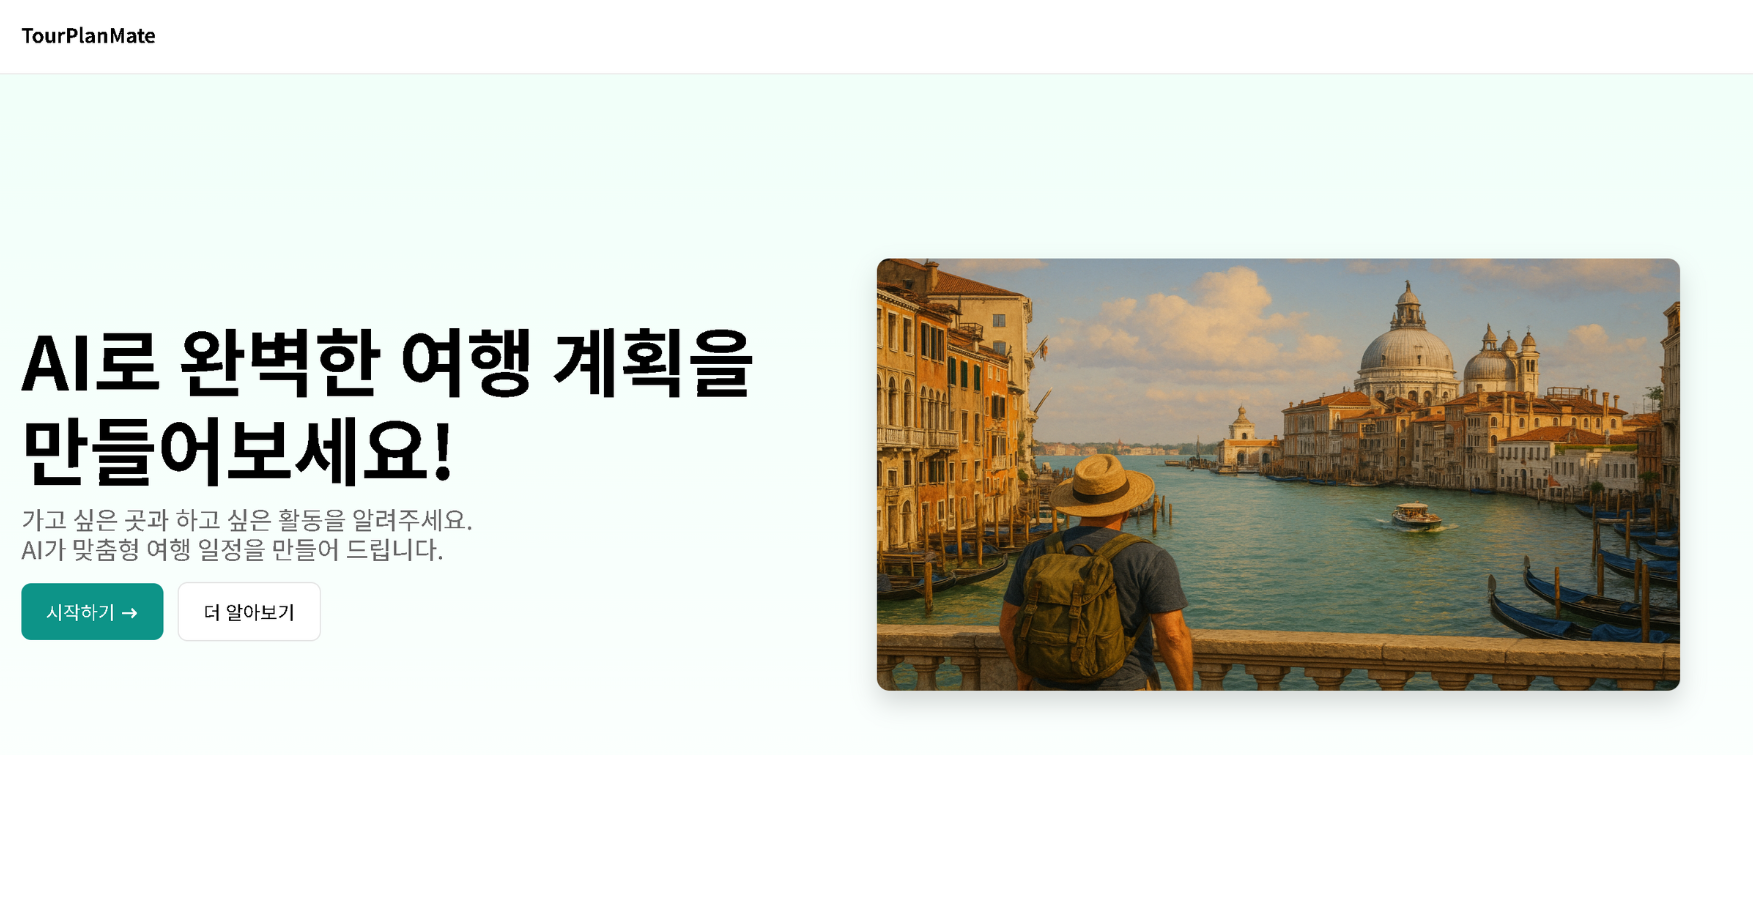 TourPlanMate
AI로 완벽한 여행 계획을
만들어보세요!
가고 싶은 곳과 하고 싶은 활동을 알려주세요.
AI가 맞춤형 여행 일정을 만들어 드립니다.
시작하기 →
더 알아보기